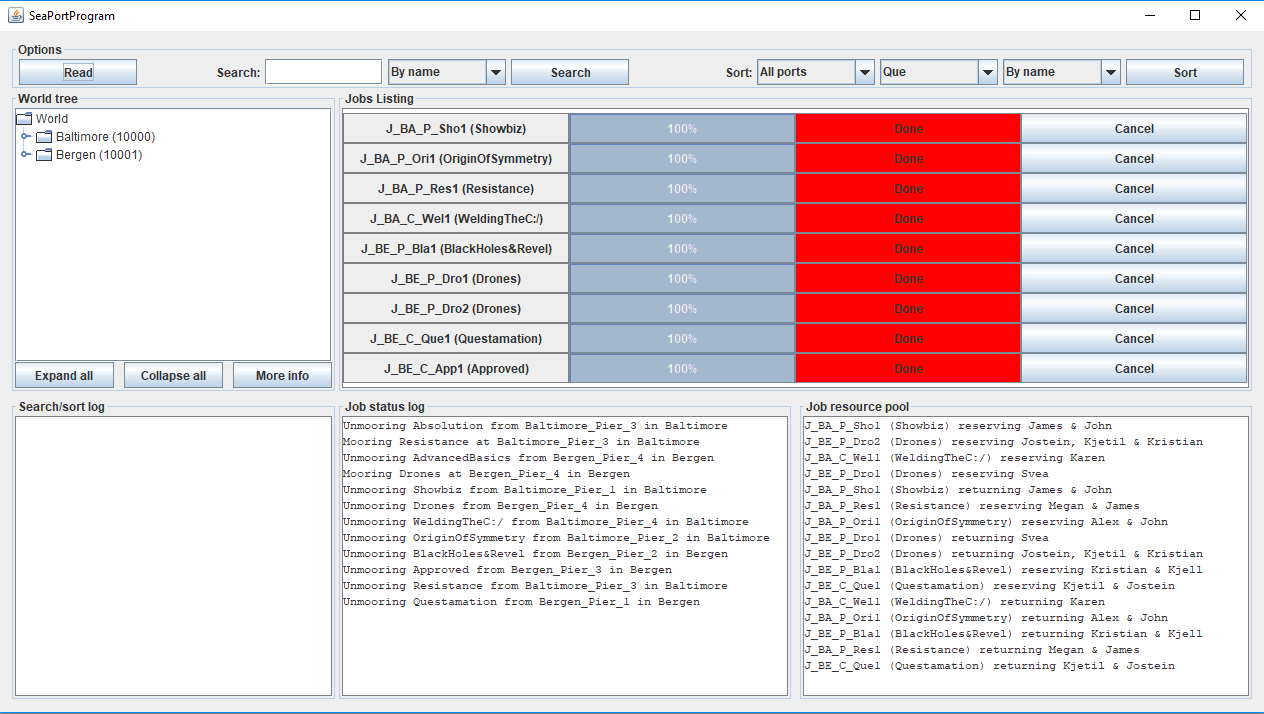 SeaPortProgram
Options
Read Search: By name Search Sort: All ports Que By name Sort
World tree
World
Baltimore (10000)
Bergen (10001)
Expand all Collapse all More info
Jobs Listing
J_BA_P_Sho1 (Showbiz) 100% Done Cancel
J_BA_P_Ori1 (OriginOfSymmetry) 100% Done Cancel
J_BA_P_Res1 (Resistance) 100% Done Cancel
J_BA_C_Wel1 (WeldingTheC:/) 100% Done Cancel
J_BE_P_Bla1 (BlackHoles&Revel) 100% Done Cancel
J_BE_P_Dro1 (Drones) 100% Done Cancel
J_BE_P_Dro2 (Drones) 100% Done Cancel
J_BE_C_Que1 (Questamation) 100% Done Cancel
J_BE_C_App1 (Approved) 100% Done Cancel
Search/sort log
Job status log
Unmooring Absolution from Baltimore_Pier_3 in Baltimore
Mooring Resistance at Baltimore_Pier_3 in Baltimore
Unmooring AdvancedBasics from Bergen_Pier_4 in Bergen
Mooring Drones at Bergen_Pier_4 in Bergen
Unmooring Showbiz from Baltimore_Pier_1 in Baltimore
Unmooring Drones from Bergen_Pier_4 in Bergen
Unmooring WeldingTheC:/ from Baltimore_Pier_4 in Baltimore
Unmooring OriginOfSymmetry from Baltimore_Pier_2 in Baltimore
Unmooring BlackHoles&Revel from Bergen_Pier_2 in Bergen
Unmooring Approved from Bergen_Pier_3 in Bergen
Unmooring Resistance from Baltimore_Pier_3 in Baltimore
Unmooring Questamation from Bergen_Pier_1 in Bergen
Job resource pool
J_BA_P_Sho1 (Showbiz) reserving James & John
J_BE_P_Dro2 (Drones) reserving Jostein, Kjetil & Kristian
J_BA_C_Wel1 (WeldingTheC:/) reserving Karen
J_BE_P_Dro1 (Drones) reserving Svea
J_BA_P_Sho1 (Showbiz) returning James & John
J_BA_P_Res1 (Resistance) reserving Megan & James
J_BA_P_Ori1 (OriginOfSymmetry) reserving Alex & John
J_BE_P_Dro1 (Drones) returning Svea
J_BE_P_Dro2 (Drones) returning Jostein, Kjetil & Kristian
J_BE_P_Bla1 (BlackHoles&Revel) reserving Kristian & Kjell
J_BE_C_Que1 (Questamation) reserving Kjetil & Jostein
J_BA_C_Wel1 (WeldingTheC:/) returning Karen
J_BA_P_Ori1 (OriginOfSymmetry) returning Alex & John
J_BE_P_Bla1 (BlackHoles&Revel) returning Kristian & Kjell
J_BA_P_Res1 (Resistance) returning Megan & James
J_BE_C_Que1 (Questamation) returning Kjetil & Jostein